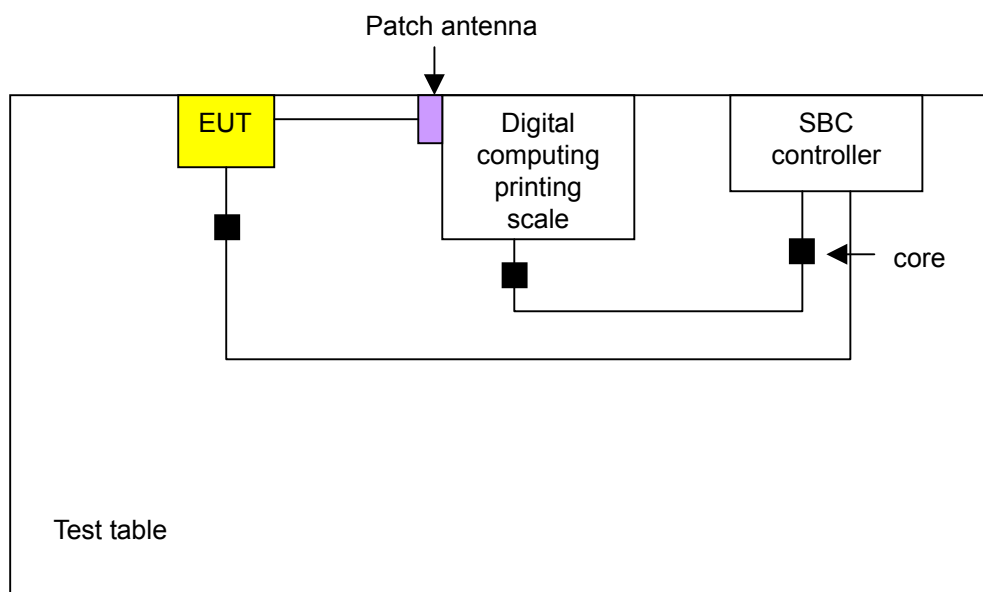 Patch antenna
EUT
Digital
computing
printing
scale
SBC
controller
core
Test table